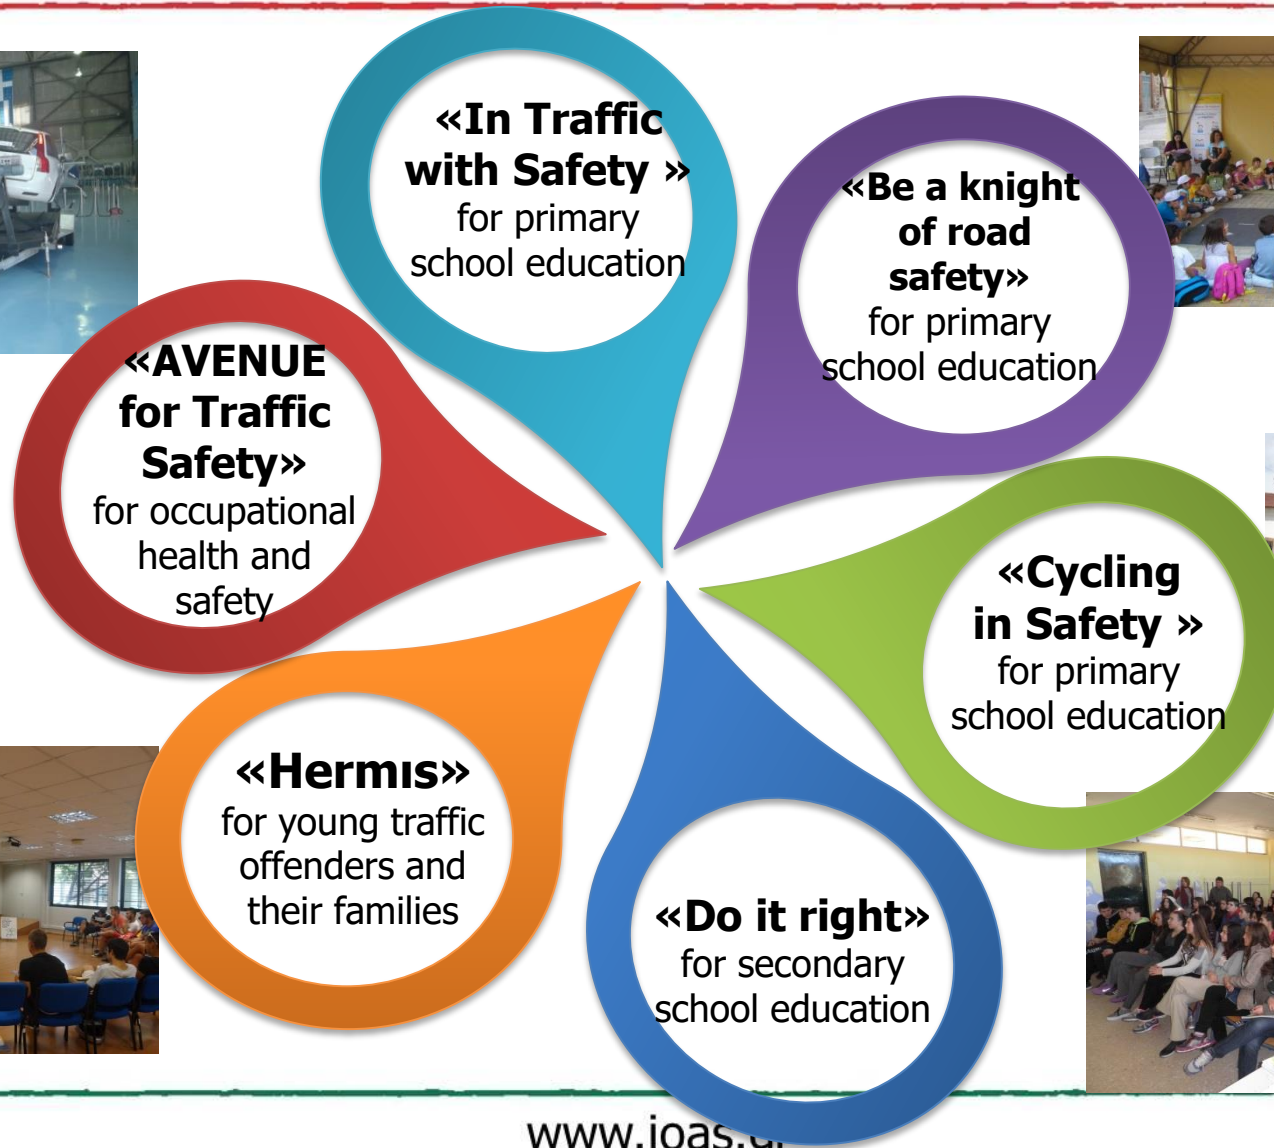 «In Traffic
with Safety »
for primary
school education
«Be a knight
of road
safety»
for primary
school education
«AVENUE
for Traffic
Safety»
for occupational
health and
safety
«Cycling
in Safety »
for primary
school education
«Hermıs»
for young traffic
offenders and
their families
«Do it right»
for secondary
school education
www.ioas.gr